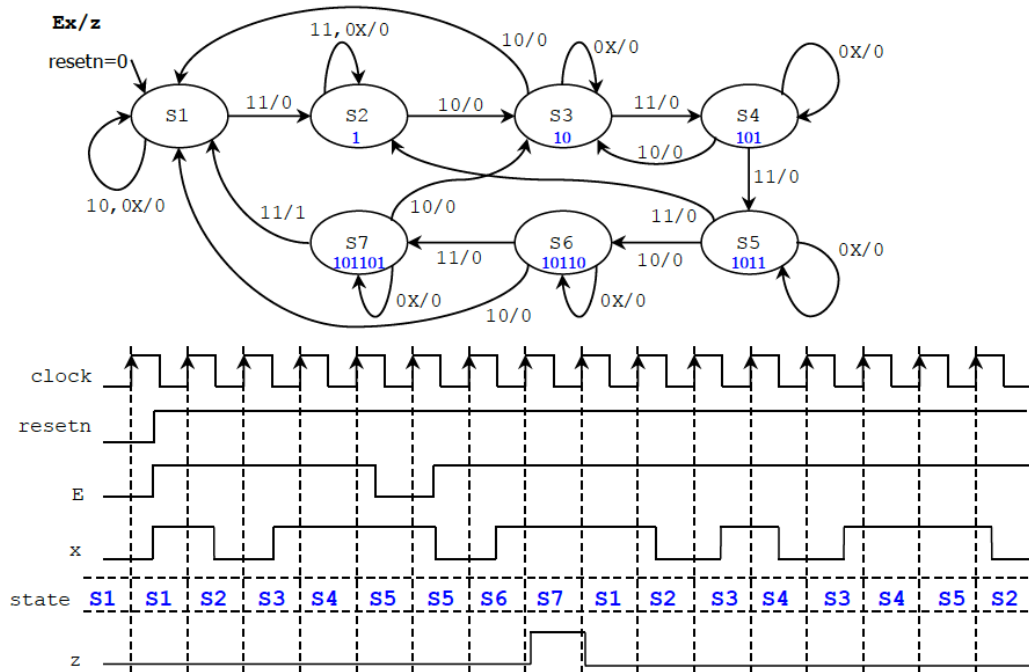 Ex/z
11,0X/0
10/0
0X/0
0X/0
resetn=0
S1
11/0
S2
1
10/0
S3
10
11/0
S4
101
10/0
11/0
10,0X/0
11/1
S7
101101
10/0
11/0
S6
10110
11/0
10/0
S5
1011
0X/0
0X/0
10/0
0X/0
clock
resetn
E
x
state S1 S1 S2 S3 S4 S5 S5 S6 S7 S1 S2 S3 S4 S3 S4 S5 S2
z